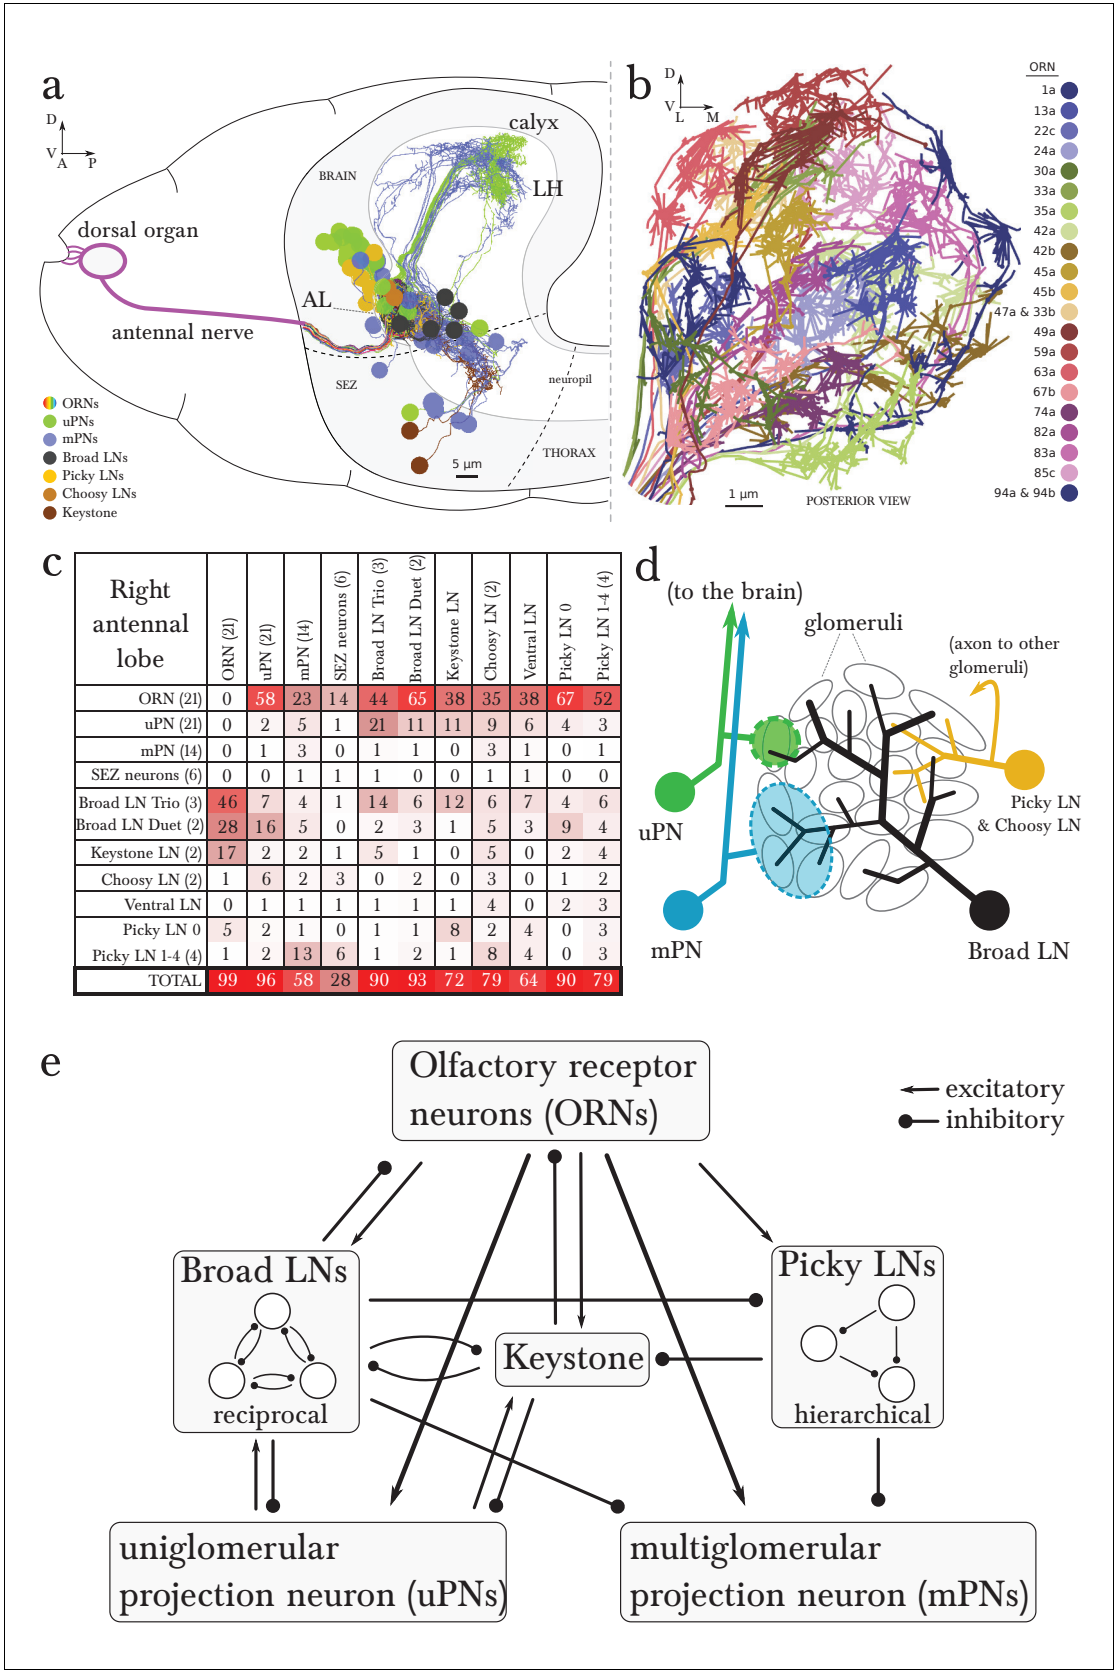 a
D
V
A P
calyx
LH
BRAIN
dorsal organ
AL
antennal nerve
SEZ
neuropil
THORAX
5 µm
ORNs
uPNs
mPNs
Broad LNs
Picky LNs
Choosy LNs
Keystone
b
D
V
L M
ORN
1a
13a
22c
24a
30a
33a
35a
42a
42b
45a
45b
47a & 33b
49a
59a
63a
67b
74a
82a
83a
85c
94a & 94b
1 µm
POSTERIOR VIEW
c
Right
antennal
lobe
ORN (21)
uPN (21)
mPN (14)
SEZ neurons (6)
Broad LN Trio (3)
Broad LN Duet (2)
Keystone LN
Choosy LN (2)
Ventral LN
Picky LN 0
Picky LN 1-4 (4)
ORN (21) 0 58 23 14 44 65 38 35 38 67 52
uPN (21) 0 2 5 1 21 11 11 9 6 4 3
mPN (14) 0 1 3 0 1 1 0 3 1 0 1
SEZ neurons (6) 0 0 1 1 1 0 0 1 1 0 0
Broad LN Trio (3) 46 7 4 1 14 6 12 6 7 4 6
Broad LN Duet (2) 28 16 5 0 2 3 1 5 3 9 4
Keystone LN (2) 17 2 2 1 5 1 0 5 0 2 4
Choosy LN (2) 1 6 2 3 0 2 0 3 0 1 2
Ventral LN 0 1 1 1 1 1 1 4 0 2 3
Picky LN 0 5 2 1 0 1 1 8 2 4 0 3
Picky LN 1-4 (4) 1 2 13 6 1 2 1 8 4 0 3
TOTAL 99 96 58 28 90 93 72 79 64 90 79
d
(to the brain)
glomeruli
(axon to other
glomeruli)
uPN
Picky LN
& Choosy LN
mPN
Broad LN
e
Olfactory receptor
neurons (ORNs)
excitatory
inhibitory
Broad LNs
reciprocal
Keystone
Picky LNs
hierarchical
uniglomerular
projection neuron (uPNs)
multiglomerular
projection neuron (mPNs)